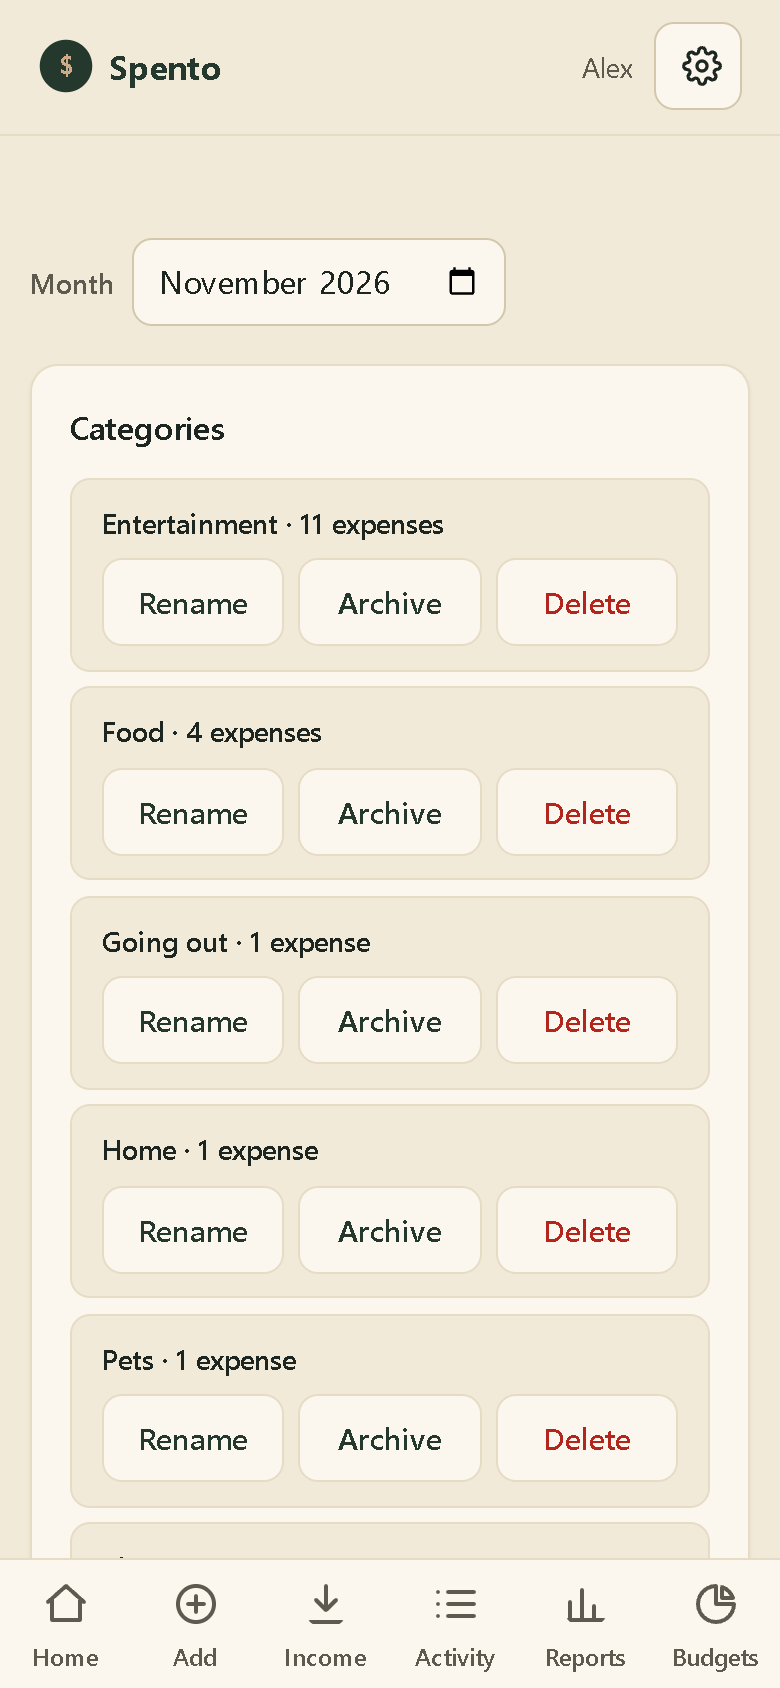 $ Spento
Alex
Month
November 2026
Categories
Entertainment · 11 expenses
Rename Archive Delete
Food · 4 expenses
Rename Archive Delete
Going out · 1 expense
Rename Archive Delete
Home · 1 expense
Rename Archive Delete
Pets · 1 expense
Rename Archive Delete
Home Add Income Activity Reports Budgets